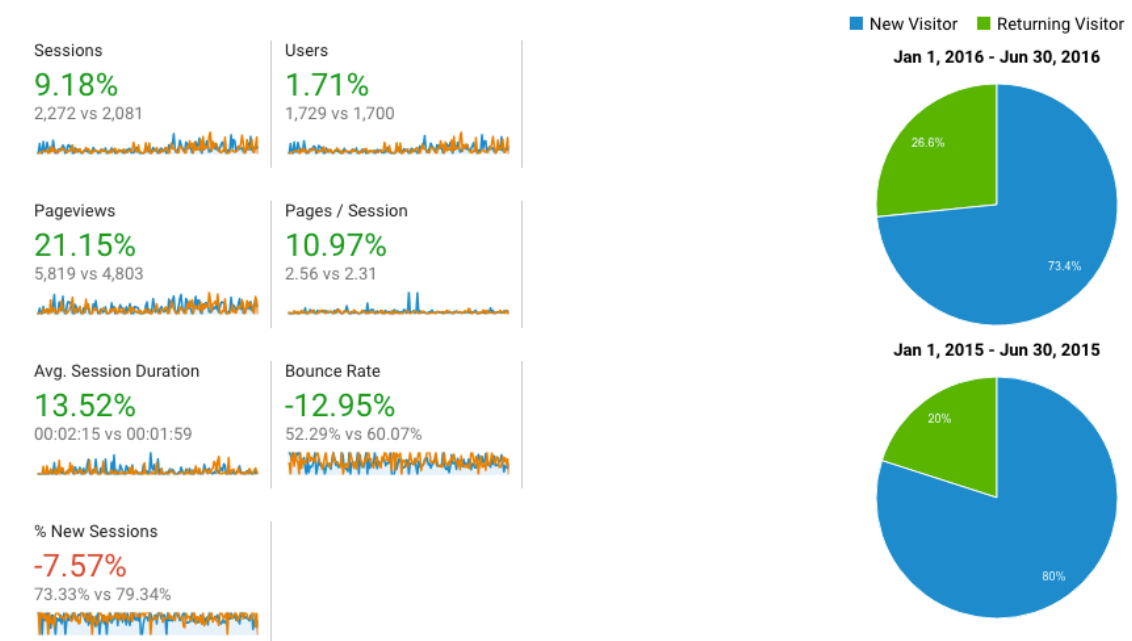 New Visitor
Returning Visitor
Jan 1, 2016 - Jun 30, 2016
26.6%
73.4%
Jan 1, 2015 - Jun 30, 2015
20%
80%
Sessions
9.18%
2,272 vs 2,081
Users
1.71%
1,729 vs 1,700
Pageviews
21.15%
5,819 vs 4,803
Pages / Session
10.97%
2.56 vs 2.31
Avg. Session Duration
13.52%
00:02:15 vs 00:01:59
Bounce Rate
-12.95%
52.29% vs 60.07%
% New Sessions
-7.57%
73.33% vs 79.34%